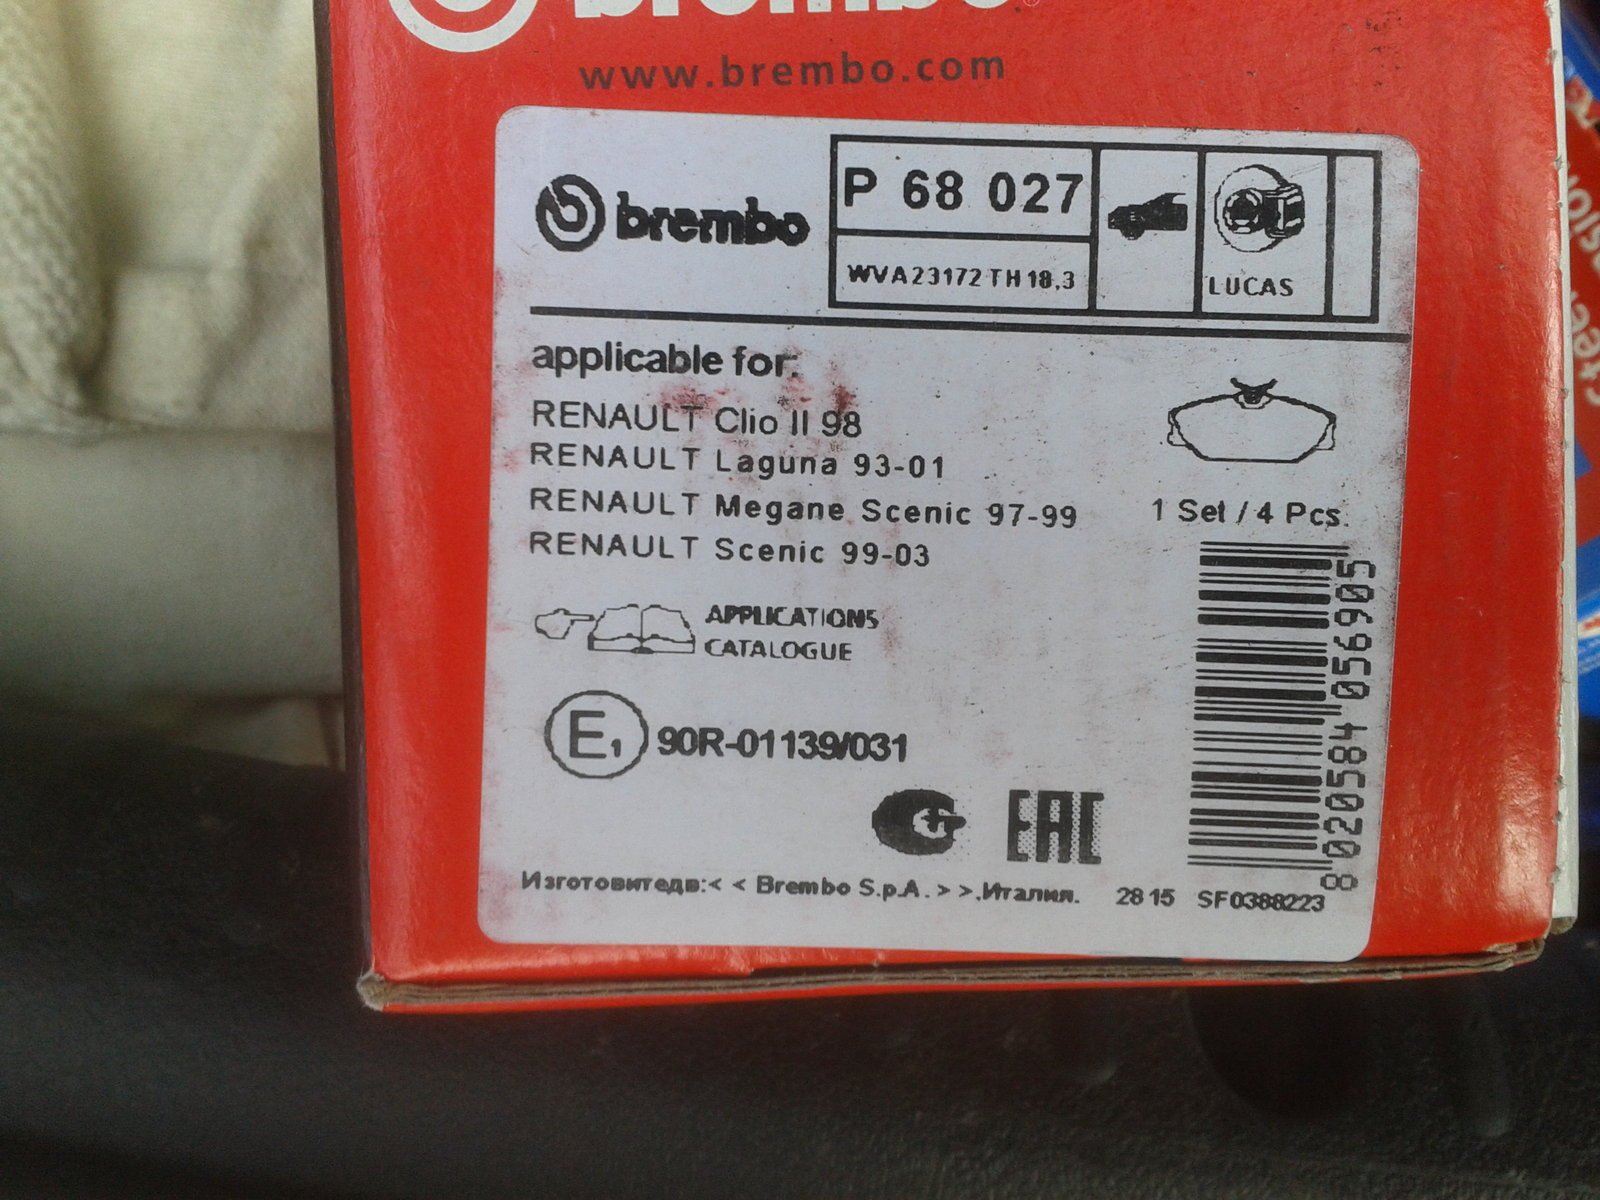 brembo
www.brembo.com
brembo
P 68 027
WVA23172 TH 18,3
LUCAS
applicable for:
RENAULT Clio II 98
RENAULT Laguna 93-01
RENAULT Megane Scenic 97-99
RENAULT Scenic 99-03
1 Set / 4 Pcs.
APPLICATIONS
CATALOGUE
E1 90R-01139/031
EAC
8 020584 056905
Изготовитедв:< < Brembo S.p.A. > >,Италия. 28 15 SF0388223